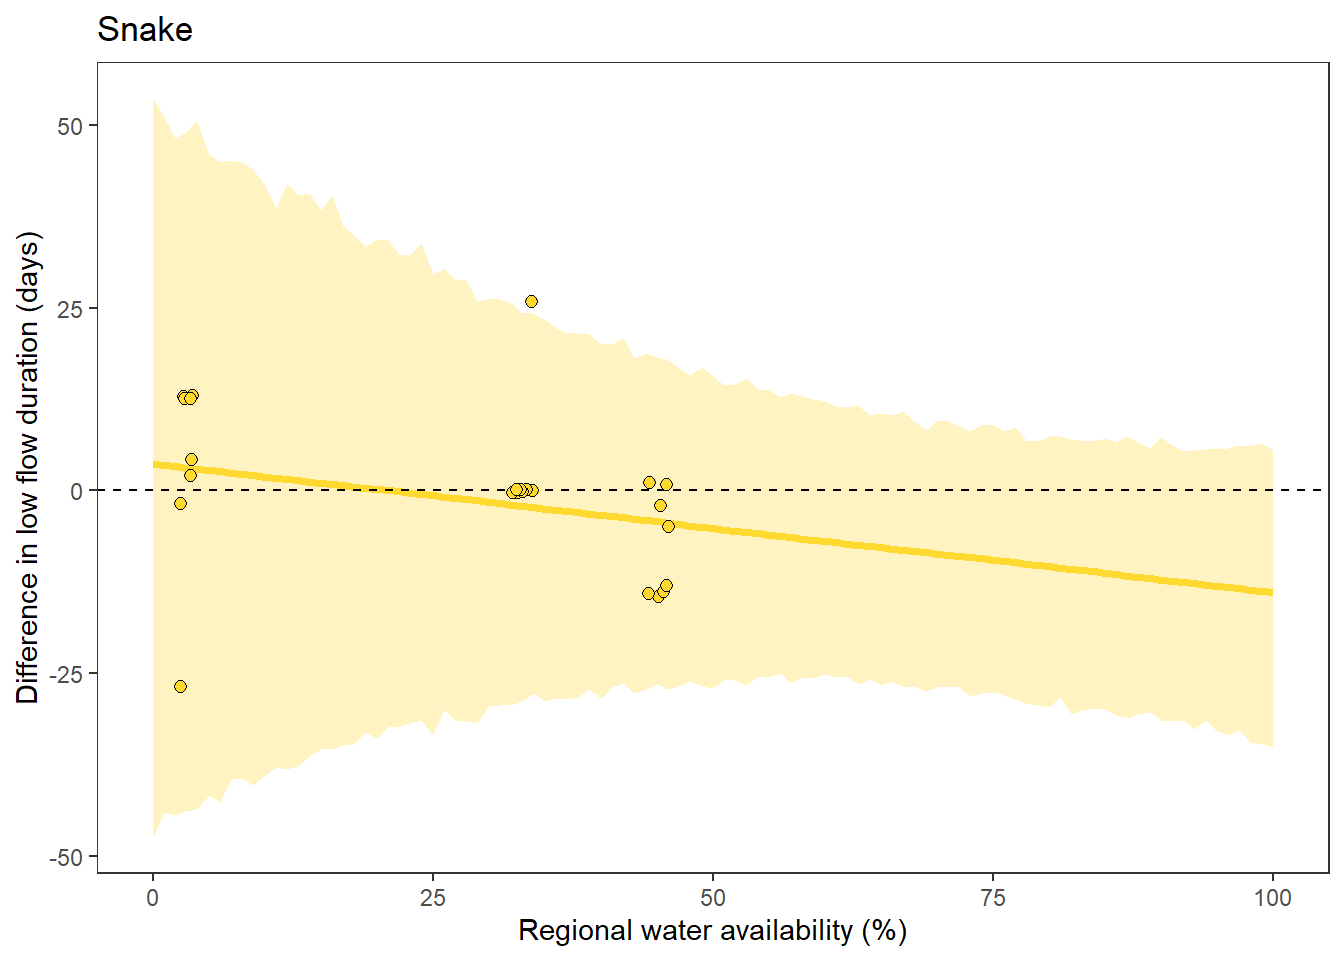 Snake
Difference in low flow duration (days)
50
25
0
-25
-50
0 25 50 75 100
Regional water availability (%)